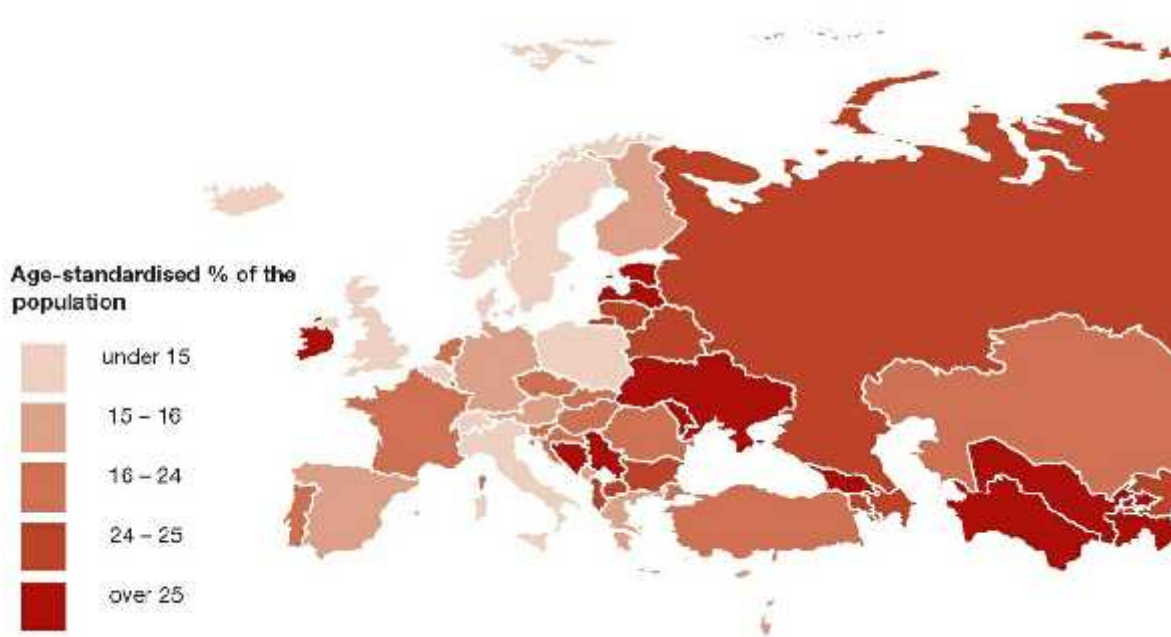 Age-standardised % of the
population
under 15
15 – 16
16 – 24
24 – 25
over 25